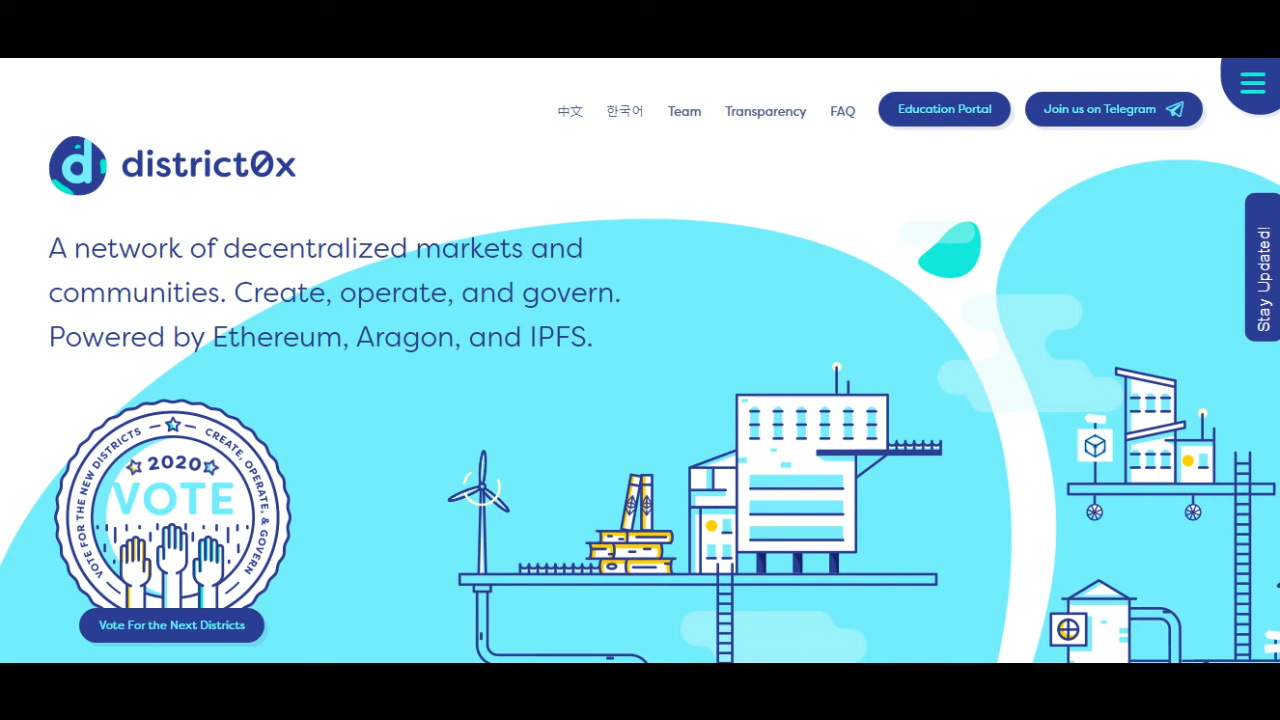 中文 한국어 Team Transparency FAQ Education Portal Join us on Telegram
district0x
Stay Updated!
A network of decentralized markets and
communities. Create, operate, and govern.
Powered by Ethereum, Aragon, and IPFS.
VOTE FOR THE NEW DISTRICTS
CREATE, OPERATE, & GOVERN
2020
VOTE
Vote For the Next Districts